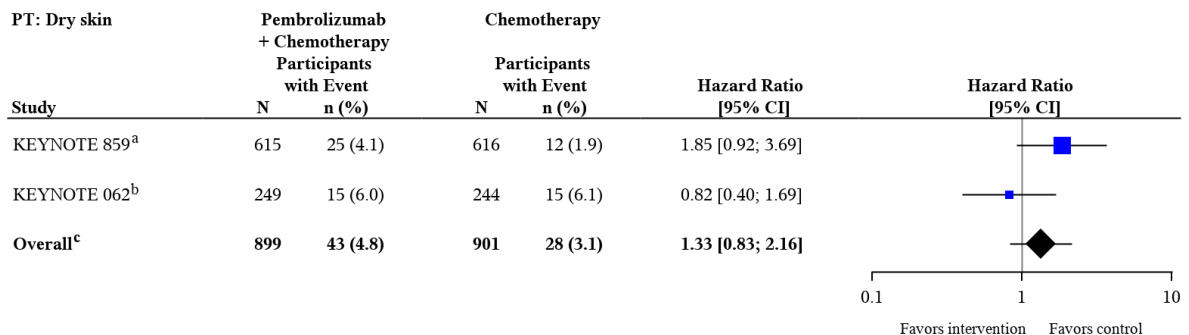 PT: Dry skin Pembrolizumab Chemotherapy
+ Chemotherapy
Participants Participants
with Event with Event Hazard Ratio Hazard Ratio
Study N n (%) N n (%) [95% CI] [95% CI]
KEYNOTE 859a 615 25 (4.1) 616 12 (1.9) 1.85 [0.92; 3.69]
KEYNOTE 062b 249 15 (6.0) 244 15 (6.1) 0.82 [0.40; 1.69]
Overallc 899 43 (4.8) 901 28 (3.1) 1.33 [0.83; 2.16]
0.1 1 10
Favors intervention Favors control